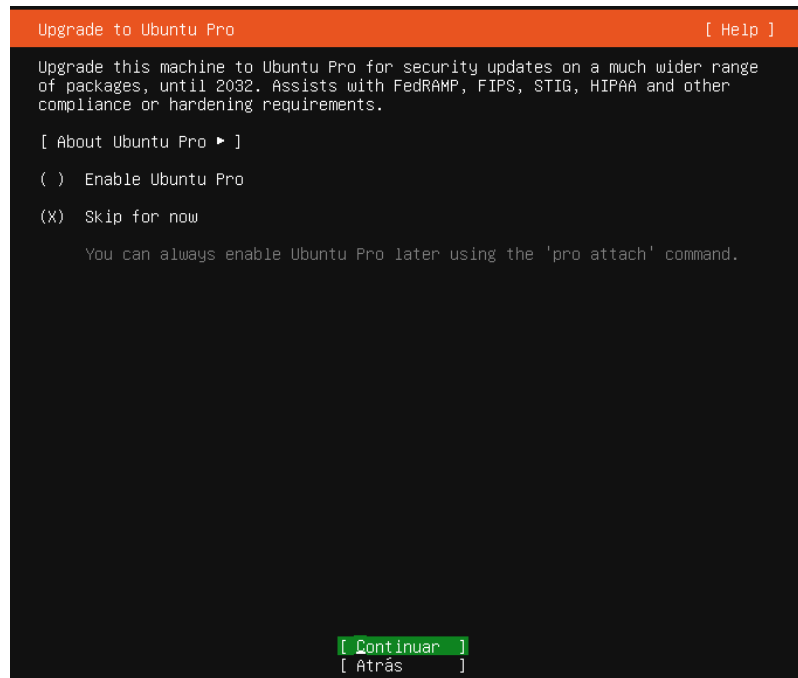 Upgrade to Ubuntu Pro [ Help ]
Upgrade this machine to Ubuntu Pro for security updates on a much wider range
of packages, until 2032. Assists with FedRAMP, FIPS, STIG, HIPAA and other
compliance or hardening requirements.
[ About Ubuntu Pro ▸ ]
( ) Enable Ubuntu Pro
(X) Skip for now
You can always enable Ubuntu Pro later using the 'pro attach' command.
[ Continuar ]
[ Atrás ]